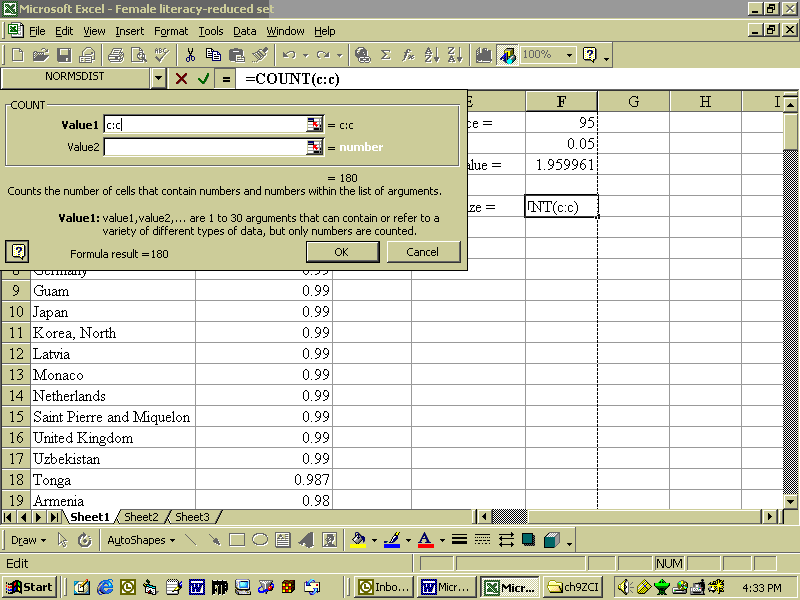 Microsoft Excel - Female literacy-reduced set
File Edit View Insert Format Tools Data Window Help
100%
NORMSDIST =COUNT(c:c)
COUNT
Value1 c:c = c:c
Value2 = number
= 180
Counts the number of cells that contain numbers and numbers within the list of arguments.
Value1: value1,value2,... are 1 to 30 arguments that can contain or refer to a
variety of different types of data, but only numbers are counted.
Formula result =180
OK Cancel
E F G H I
ce = 95
0.05
alue = 1.959961
ze = NT(c:c)
8 Germany 0.99
9 Guam 0.99
10 Japan 0.99
11 Korea, North 0.99
12 Latvia 0.99
13 Monaco 0.99
14 Netherlands 0.99
15 Saint Pierre and Miquelon 0.99
16 United Kingdom 0.99
17 Uzbekistan 0.99
18 Tonga 0.987
19 Armenia 0.98
Sheet1 Sheet2 Sheet3
Draw AutoShapes
Edit NUM
Start Inbo... Micr... Micr... ch9ZCI 4:33 PM